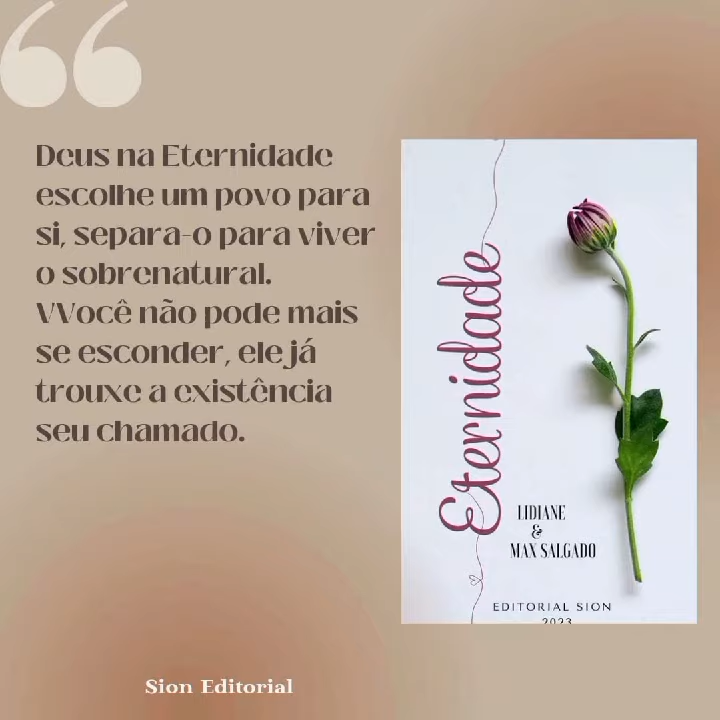 Deus na Eternidade
escolhe um povo para
si, separa-o para viver
o sobrenatural.
VVocê não pode mais
se esconder, ele já
trouxe a existência
seu chamado.
Eternidade
LIDIANE
&
MAX SALGADO
EDITORIAL SION
2023
Sion Editorial